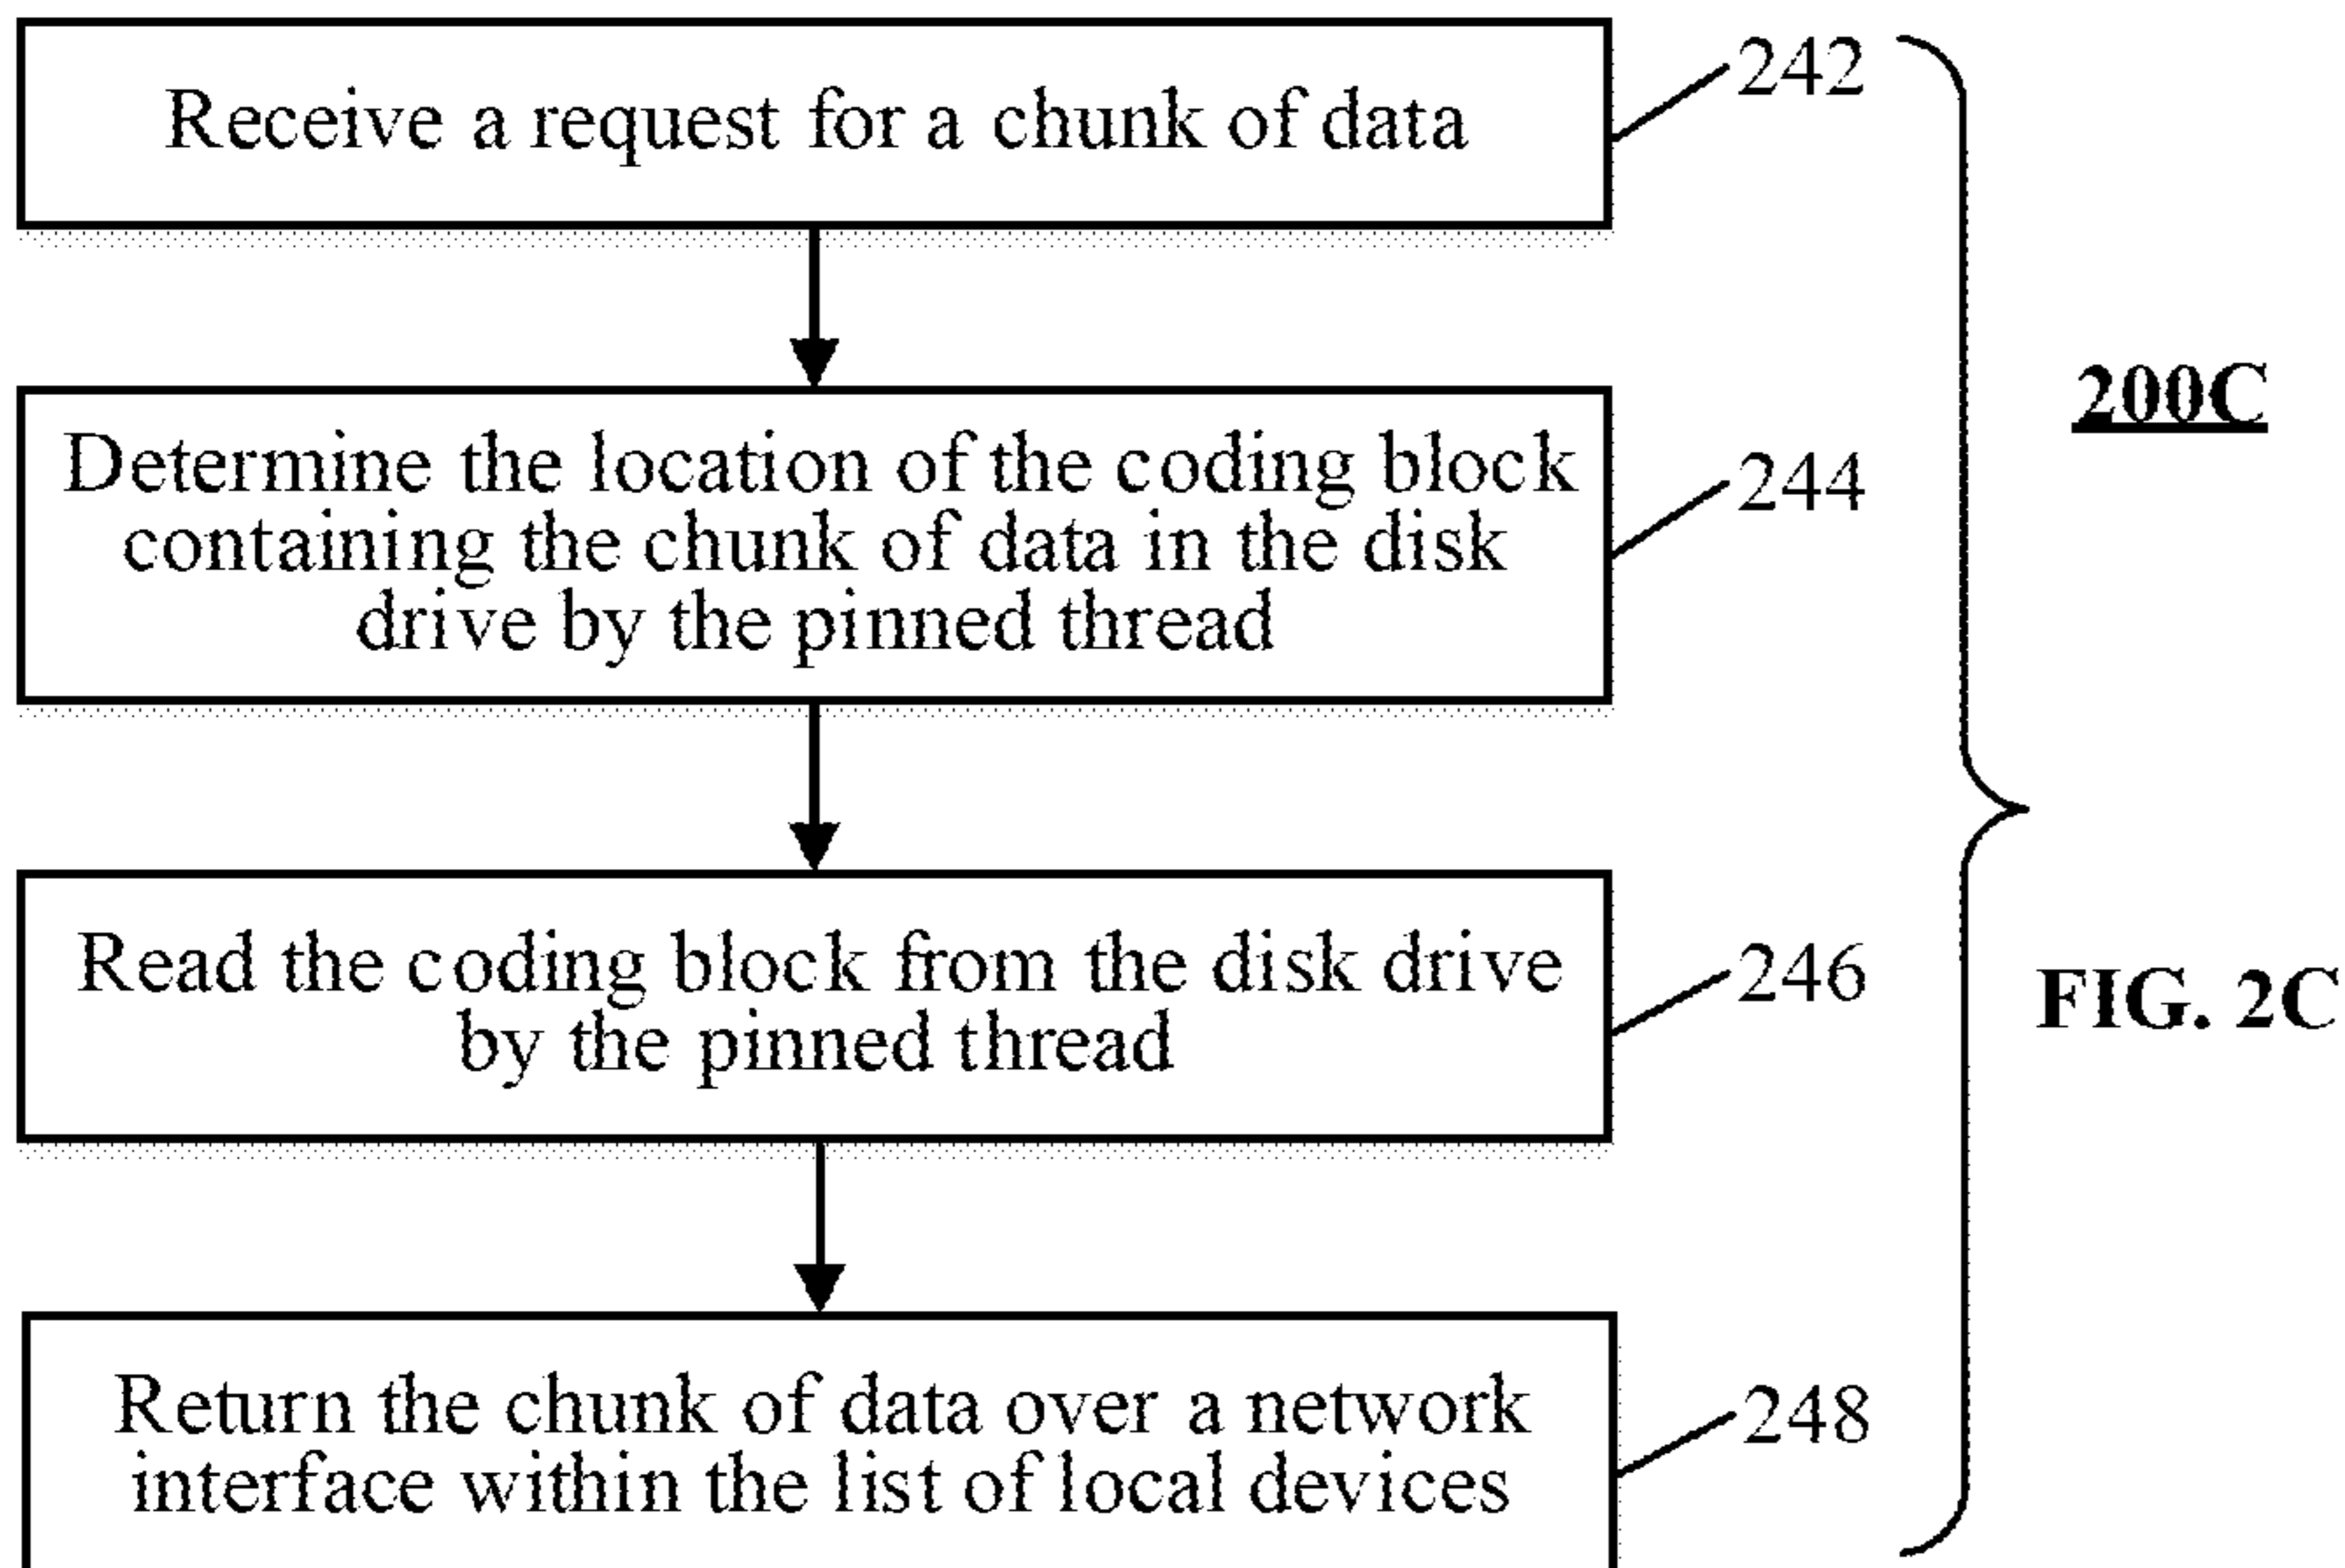 Receive a request for a chunk of data
242
Determine the location of the coding block
containing the chunk of data in the disk
drive by the pinned thread
244
Read the coding block from the disk drive
by the pinned thread
246
Return the chunk of data over a network
interface within the list of local devices
248
200C
FIG. 2C